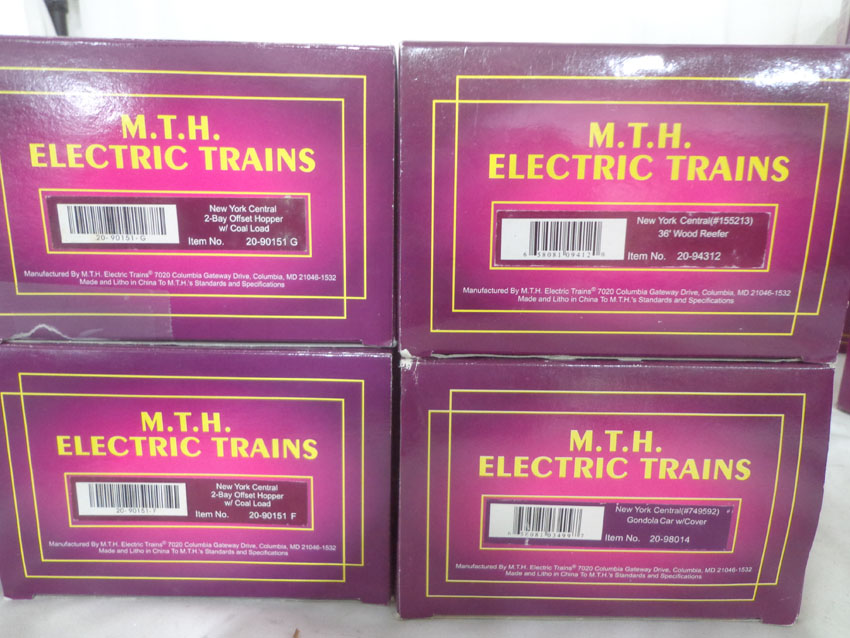 M.T.H.
ELECTRIC TRAINS
New York Central
2-Bay Offset Hopper
w/ Coal Load
20-90151-G
Item No. 20-90151 G
Manufactured By M.T.H. Electric Trains® 7020 Columbia Gateway Drive, Columbia, MD 21046-1532
Made and Litho in China To M.T.H.'s Standards and Specifications
M.T.H.
ELECTRIC TRAINS
New York Central(#155213)
36' Wood Reefer
Item No. 20-94312
Manufactured By M.T.H. Electric Trains® 7020 Columbia Gateway Drive, Columbia, MD 21046-1532
Made and Litho in China To M.T.H.'s Standards and Specifications
M.T.H.
ELECTRIC TRAINS
New York Central
2-Bay Offset Hopper
w/ Coal Load
Item No. 20-90151 F
Manufactured By M.T.H. Electric Trains® 7020 Columbia Gateway Drive, Columbia, MD 21046-1532
Made and Litho in China To M.T.H.'s Standards and Specifications
M.T.H.
ELECTRIC TRAINS
New York Central(#749592)
Gondola Car w/Cover
Item No. 20-98014
Manufactured By M.T.H. Electric Trains® 7020 Columbia Gateway Drive, Columbia, MD 21046-1532
Made and Litho in China To M.T.H.'s Standards and Specifications